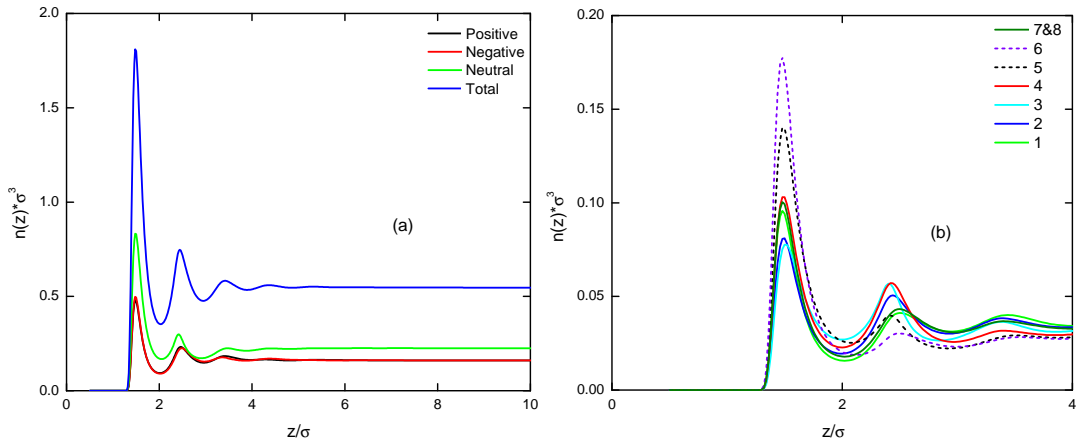 2.0
1.5
1.0
0.5
0.0
n(z)*σ³
Positive
Negative
Neutral
Total
(a)
0 2 4 6 8 10
z/σ
0.20
0.15
0.10
0.05
0.00
n(z)*σ³
7&8
6
5
4
3
2
1
(b)
0 2 4
z/σ